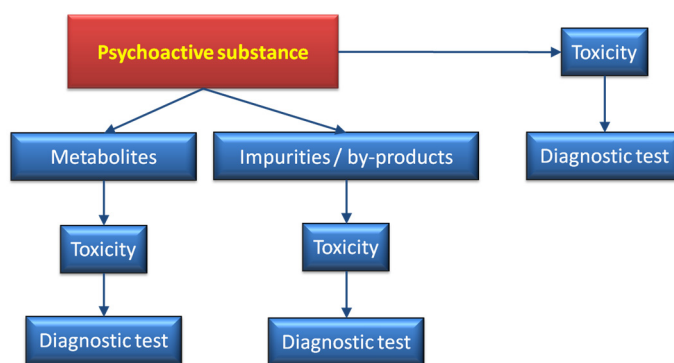 Psychoactive substance
Toxicity
Metabolites
Impurities / by-products
Diagnostic test
Toxicity
Toxicity
Diagnostic test
Diagnostic test